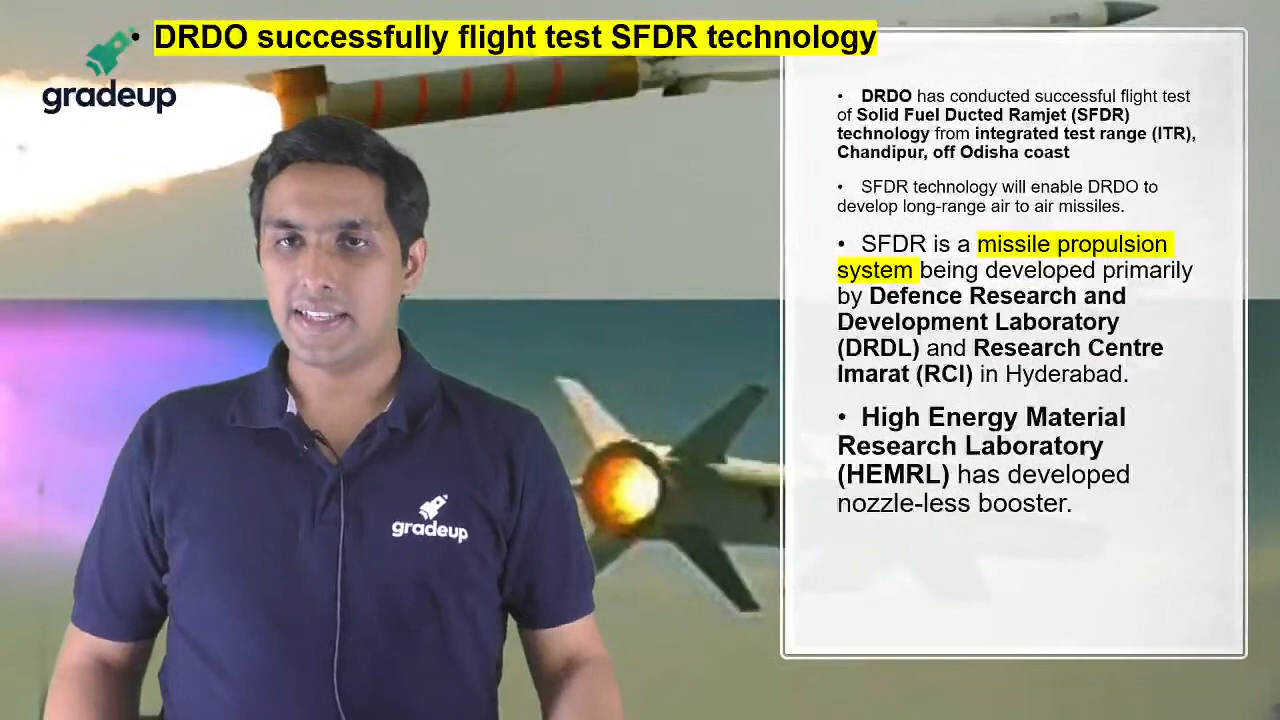 • DRDO successfully flight test SFDR technology
gradeup
• DRDO has conducted successful flight test
of Solid Fuel Ducted Ramjet (SFDR)
technology from integrated test range (ITR),
Chandipur, off Odisha coast
• SFDR technology will enable DRDO to
develop long-range air to air missiles.
• SFDR is a missile propulsion
system being developed primarily
by Defence Research and
Development Laboratory
(DRDL) and Research Centre
Imarat (RCI) in Hyderabad.
• High Energy Material
Research Laboratory
(HEMRL) has developed
nozzle-less booster.
gradeup